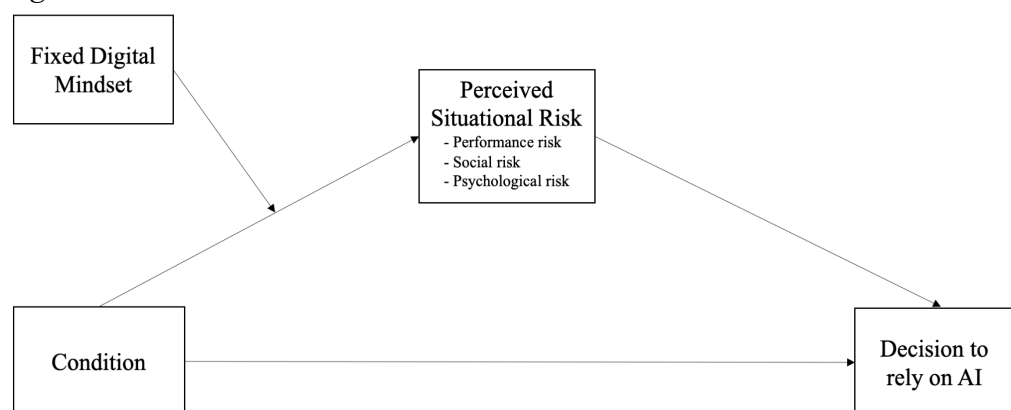 Fixed Digital
Mindset
Perceived
Situational Risk
- Performance risk
- Social risk
- Psychological risk
Condition
Decision to
rely on AI